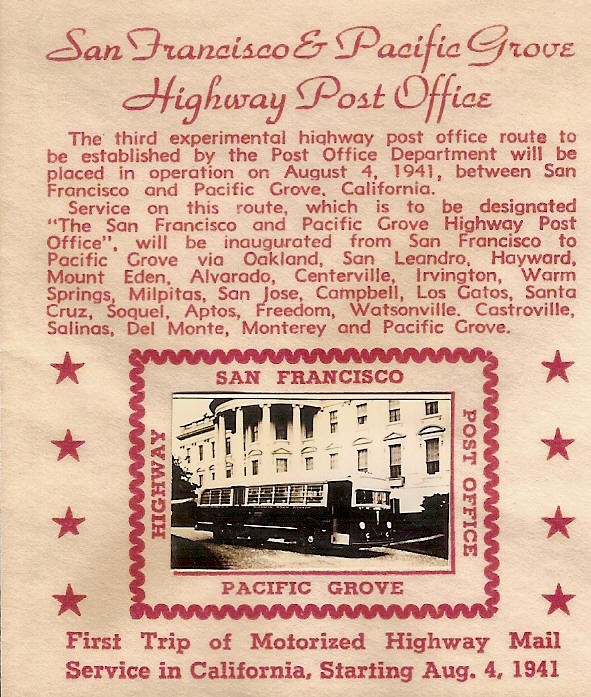 San Francisco & Pacific Grove
Highway Post Office
The third experimental highway post office route to
be established by the Post Office Department will be
placed in operation on August 4, 1941, between San
Francisco and Pacific Grove, California.
Service on this route, which is to be designated
"The San Francisco and Pacific Grove Highway Post
Office", will be inaugurated from San Francisco to
Pacific Grove via Oakland, San Leandro, Hayward,
Mount Eden, Alvarado, Centerville, Irvington, Warm
Springs, Milpitas, San Jose, Campbell, Los Gatos, Santa
Cruz, Soquel, Aptos, Freedom, Watsonville. Castroville,
Salinas, Del Monte, Monterey and Pacific Grove.
SAN FRANCISCO
HIGHWAY
POST OFFICE
PACIFIC GROVE
First Trip of Motorized Highway Mail
Service in California, Starting Aug. 4, 1941